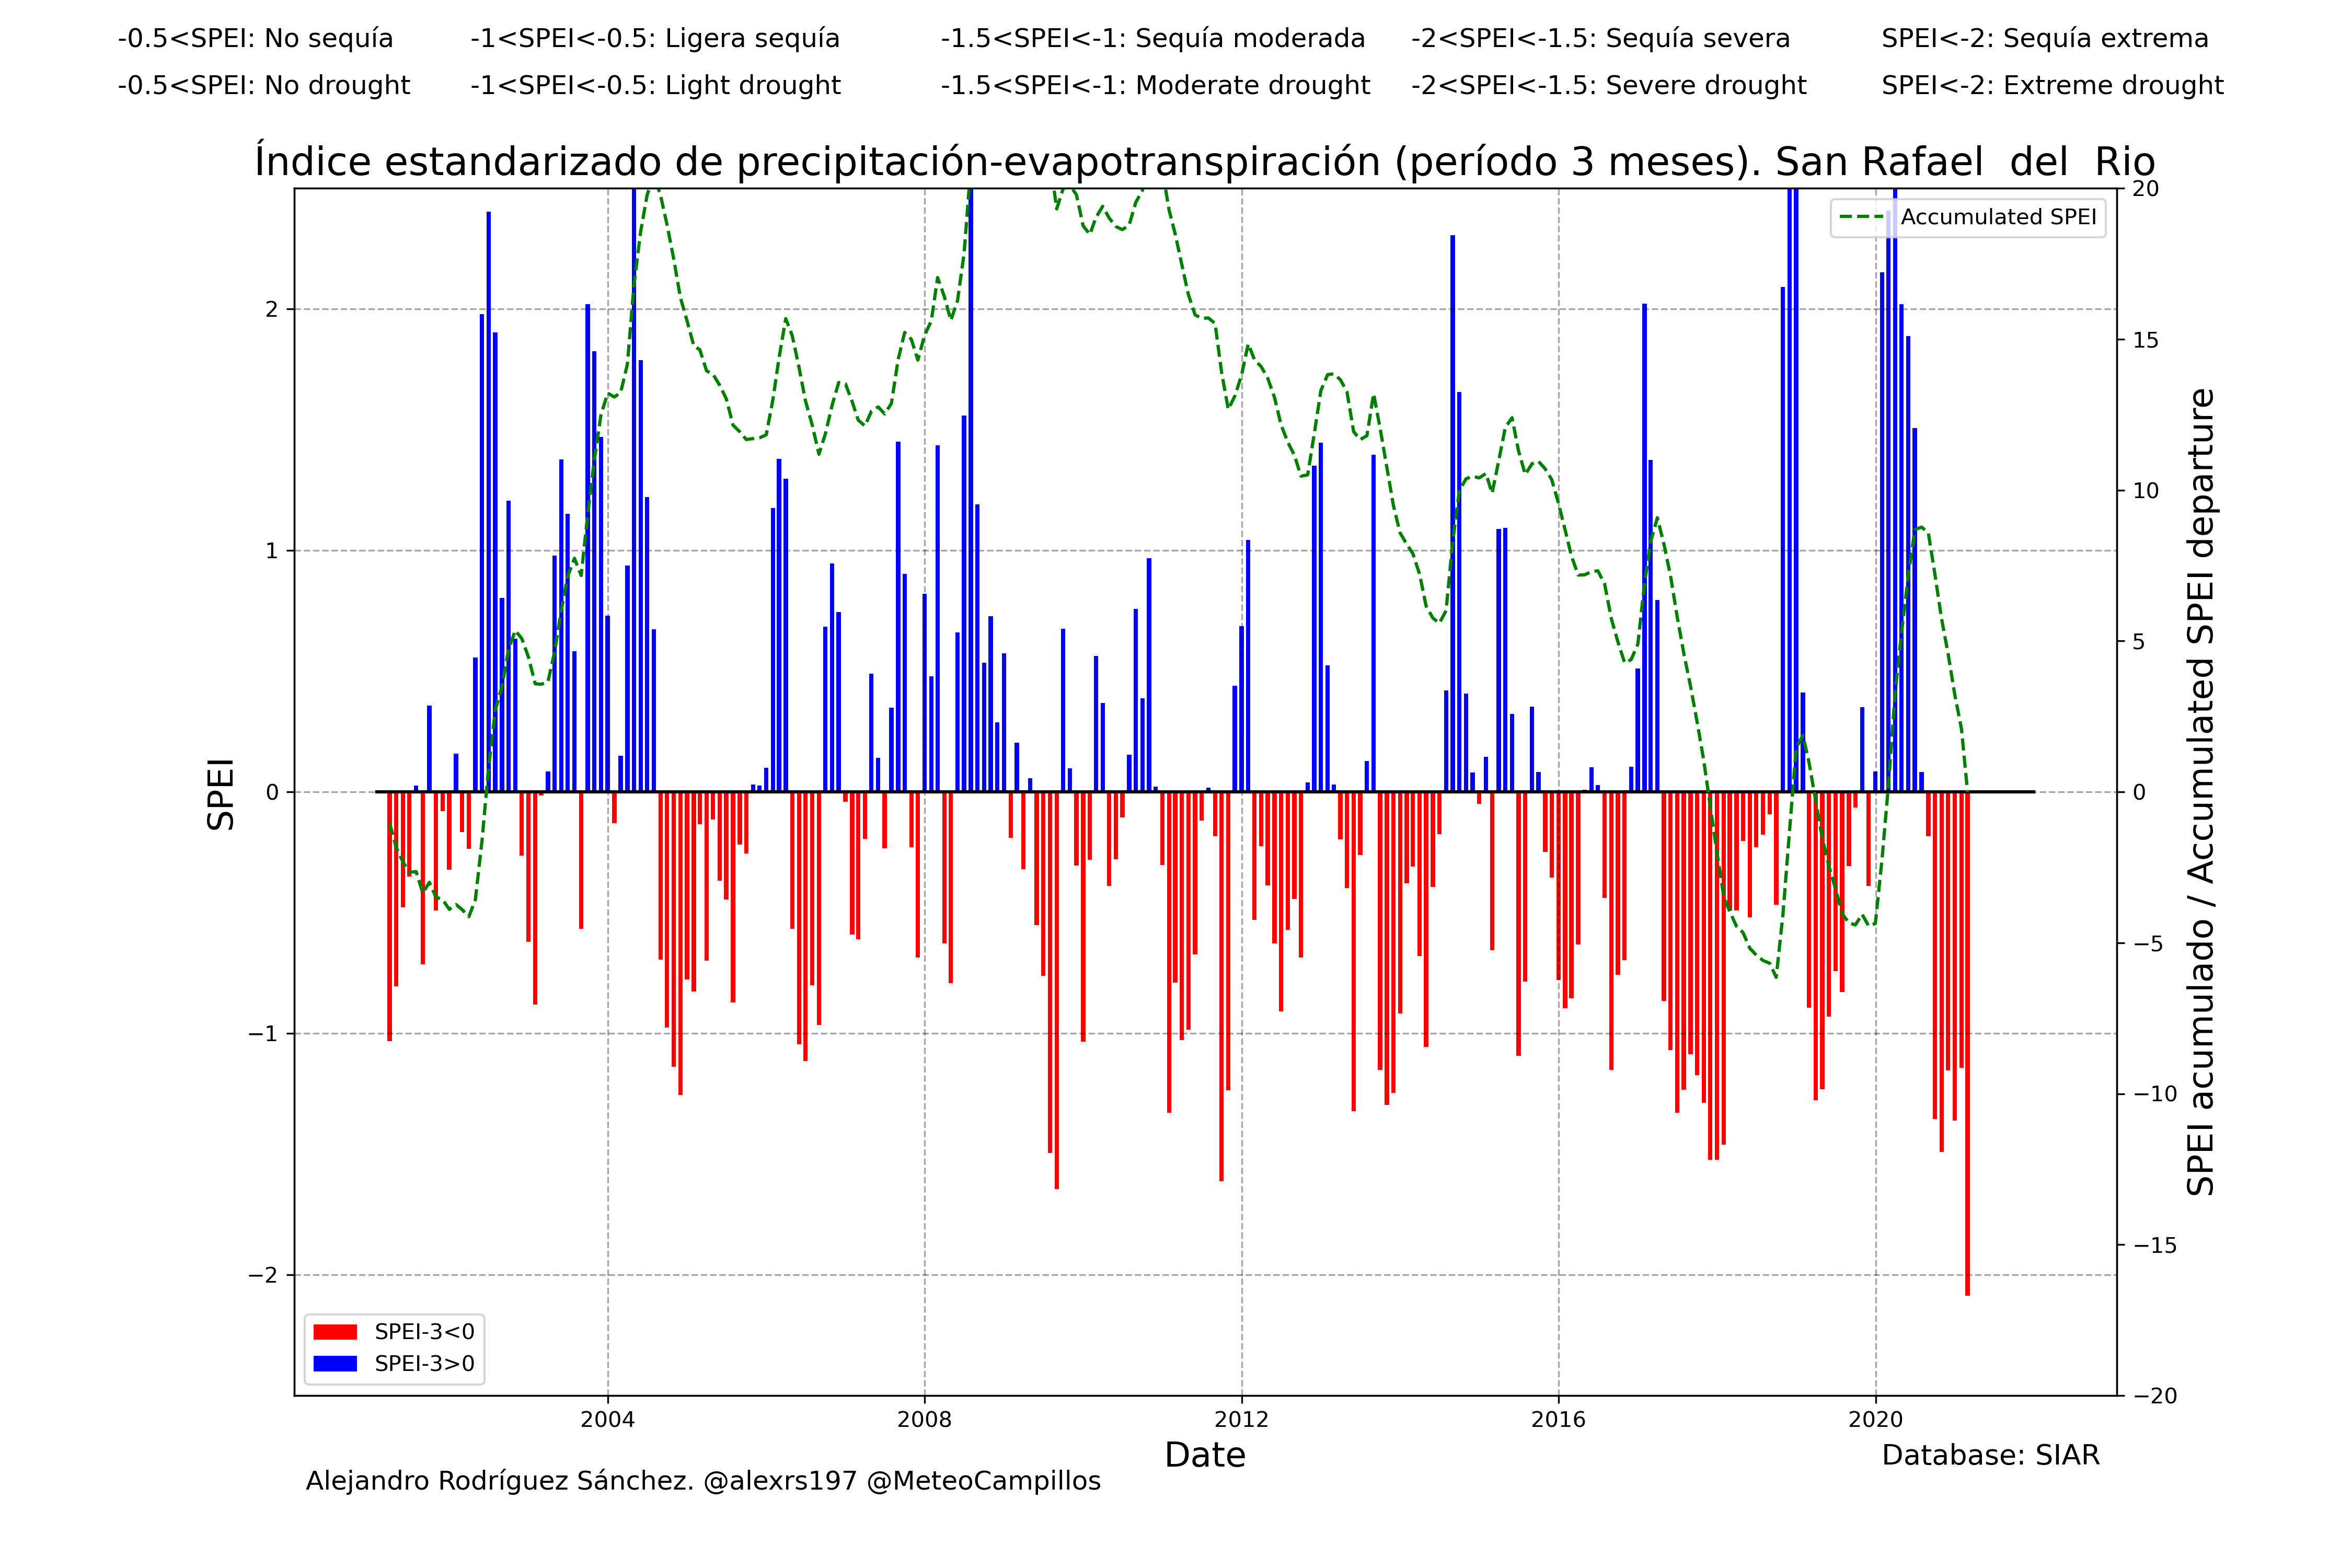 -0.5<SPEI: No sequía -1<SPEI<-0.5: Ligera sequía -1.5<SPEI<-1: Sequía moderada -2<SPEI<-1.5: Sequía severa SPEI<-2: Sequía extrema
-0.5<SPEI: No drought -1<SPEI<-0.5: Light drought -1.5<SPEI<-1: Moderate drought -2<SPEI<-1.5: Severe drought SPEI<-2: Extreme drought
Índice estandarizado de precipitación-evapotranspiración (período 3 meses). San Rafael  del  Rio
Accumulated SPEI
SPEI
2
1
0
−1
−2
20
15
10
5
0
−5
−10
−15
−20
SPEI acumulado / Accumulated SPEI departure
SPEI-3<0
SPEI-3>0
2004 2008 2012 2016 2020
Date
Database: SIAR
Alejandro Rodríguez Sánchez. @alexrs197 @MeteoCampillos